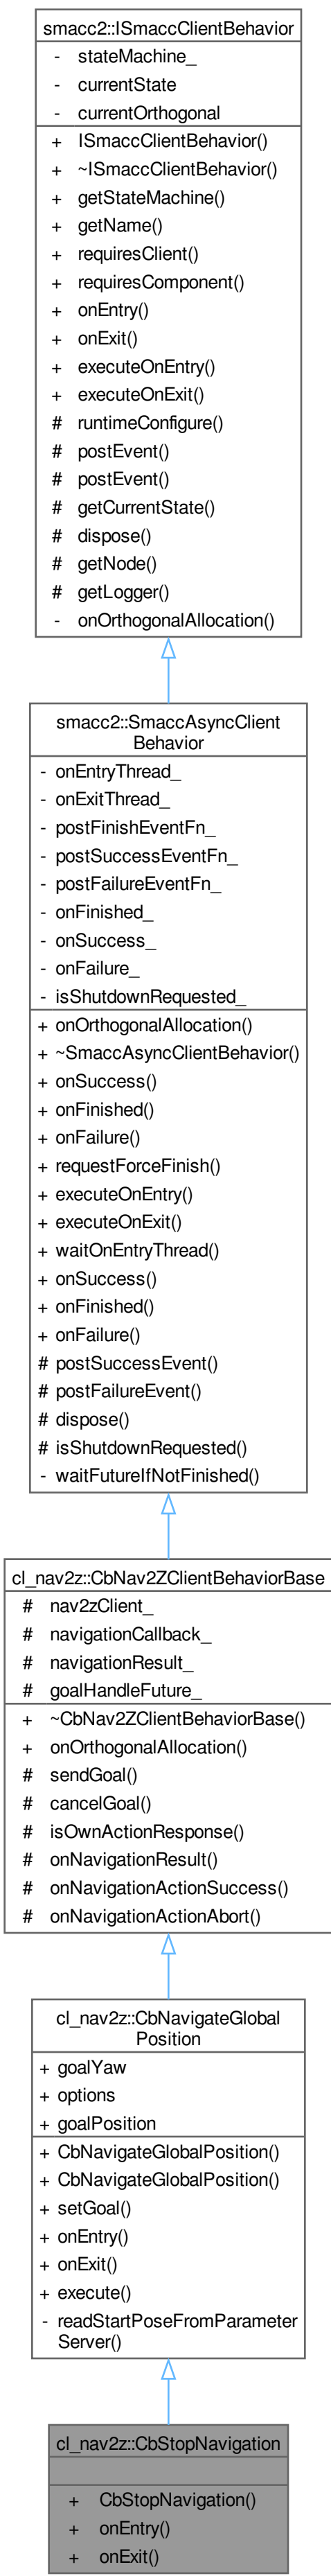 smacc2::ISmaccClientBehavior
- stateMachine_
- currentState
- currentOrthogonal
+ ISmaccClientBehavior()
+ ~ISmaccClientBehavior()
+ getStateMachine()
+ getName()
+ requiresClient()
+ requiresComponent()
+ onEntry()
+ onExit()
+ executeOnEntry()
+ executeOnExit()
# runtimeConfigure()
# postEvent()
# postEvent()
# getCurrentState()
# dispose()
# getNode()
# getLogger()
- onOrthogonalAllocation()
smacc2::SmaccAsyncClient
Behavior
- onEntryThread_
- onExitThread_
- postFinishEventFn_
- postSuccessEventFn_
- postFailureEventFn_
- onFinished_
- onSuccess_
- onFailure_
- isShutdownRequested_
+ onOrthogonalAllocation()
+ ~SmaccAsyncClientBehavior()
+ onSuccess()
+ onFinished()
+ onFailure()
+ requestForceFinish()
+ executeOnEntry()
+ executeOnExit()
+ waitOnEntryThread()
+ onSuccess()
+ onFinished()
+ onFailure()
# postSuccessEvent()
# postFailureEvent()
# dispose()
# isShutdownRequested()
- waitFutureIfNotFinished()
cl_nav2z::CbNav2ZClientBehaviorBase
# nav2zClient_
# navigationCallback_
# navigationResult_
# goalHandleFuture_
+ ~CbNav2ZClientBehaviorBase()
+ onOrthogonalAllocation()
# sendGoal()
# cancelGoal()
# isOwnActionResponse()
# onNavigationResult()
# onNavigationActionSuccess()
# onNavigationActionAbort()
cl_nav2z::CbNavigateGlobal
Position
+ goalYaw
+ options
+ goalPosition
+ CbNavigateGlobalPosition()
+ CbNavigateGlobalPosition()
+ setGoal()
+ onEntry()
+ onExit()
+ execute()
- readStartPoseFromParameter
Server()
cl_nav2z::CbStopNavigation
+ CbStopNavigation()
+ onEntry()
+ onExit()